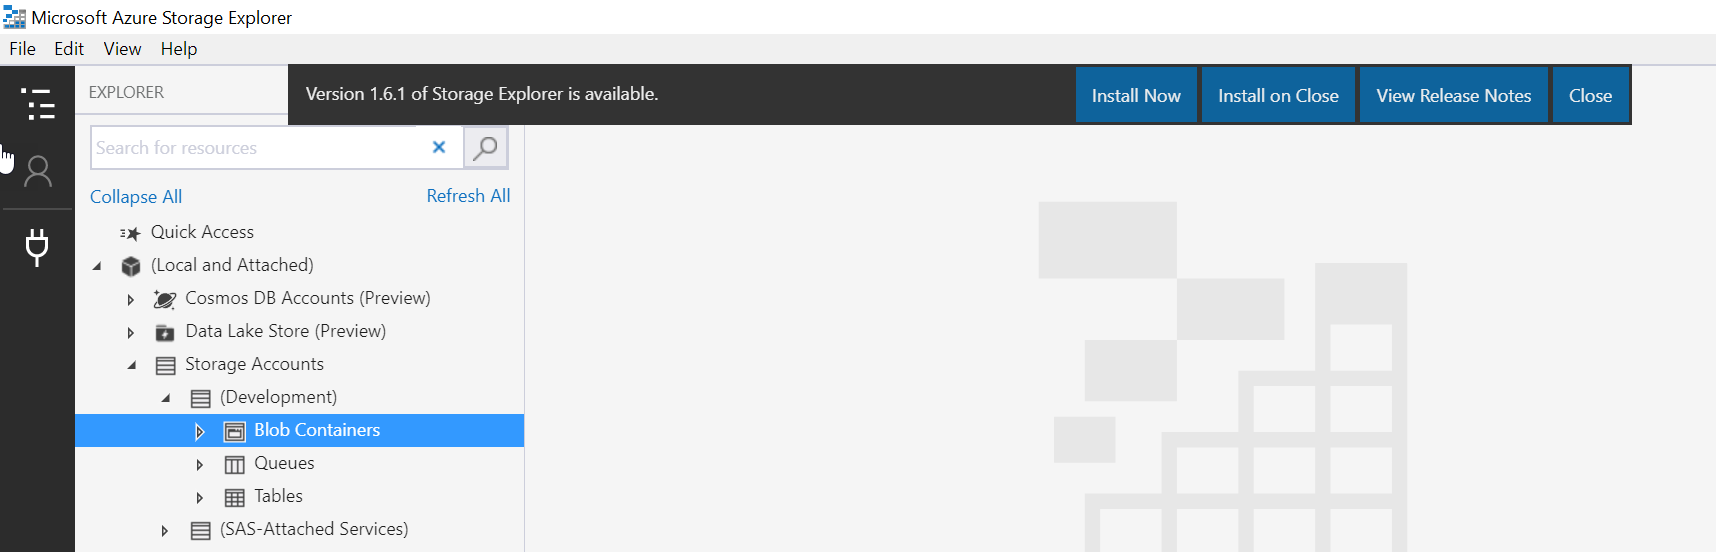 Microsoft Azure Storage Explorer
File Edit View Help
EXPLORER
Version 1.6.1 of Storage Explorer is available.
Install Now Install on Close View Release Notes Close
Search for resources
Collapse All Refresh All
Quick Access
(Local and Attached)
Cosmos DB Accounts (Preview)
Data Lake Store (Preview)
Storage Accounts
(Development)
Blob Containers
Queues
Tables
(SAS-Attached Services)